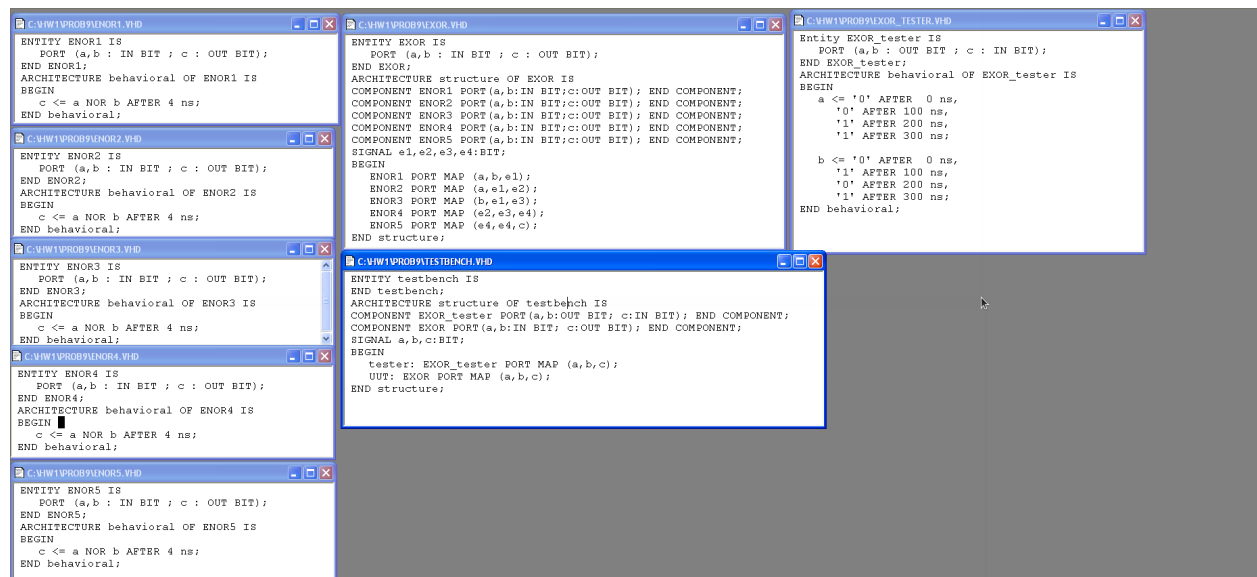 C:\HW1\PROB9\ENOR1.VHD
ENTITY ENOR1 IS
PORT (a,b : IN BIT ; c : OUT BIT);
END ENOR1;
ARCHITECTURE behavioral OF ENOR1 IS
BEGIN
c <= a NOR b AFTER 4 ns;
END behavioral;
C:\HW1\PROB9\ENOR2.VHD
ENTITY ENOR2 IS
PORT (a,b : IN BIT ; c : OUT BIT);
END ENOR2;
ARCHITECTURE behavioral OF ENOR2 IS
BEGIN
c <= a NOR b AFTER 4 ns;
END behavioral;
C:\HW1\PROB9\ENOR3.VHD
ENTITY ENOR3 IS
PORT (a,b : IN BIT ; c : OUT BIT);
END ENOR3;
ARCHITECTURE behavioral OF ENOR3 IS
BEGIN
c <= a NOR b AFTER 4 ns;
END behavioral;
C:\HW1\PROB9\ENOR4.VHD
ENTITY ENOR4 IS
PORT (a,b : IN BIT ; c : OUT BIT);
END ENOR4;
ARCHITECTURE behavioral OF ENOR4 IS
BEGIN
c <= a NOR b AFTER 4 ns;
END behavioral;
C:\HW1\PROB9\ENOR5.VHD
ENTITY ENOR5 IS
PORT (a,b : IN BIT ; c : OUT BIT);
END ENOR5;
ARCHITECTURE behavioral OF ENOR5 IS
BEGIN
c <= a NOR b AFTER 4 ns;
END behavioral;
C:\HW1\PROB9\EXOR.VHD
ENTITY EXOR IS
PORT (a,b : IN BIT ; c : OUT BIT);
END EXOR;
ARCHITECTURE structure OF EXOR IS
COMPONENT ENOR1 PORT(a,b:IN BIT;c:OUT BIT); END COMPONENT;
COMPONENT ENOR2 PORT(a,b:IN BIT;c:OUT BIT); END COMPONENT;
COMPONENT ENOR3 PORT(a,b:IN BIT;c:OUT BIT); END COMPONENT;
COMPONENT ENOR4 PORT(a,b:IN BIT;c:OUT BIT); END COMPONENT;
COMPONENT ENOR5 PORT(a,b:IN BIT;c:OUT BIT); END COMPONENT;
SIGNAL e1,e2,e3,e4:BIT;
BEGIN
ENOR1 PORT MAP (a,b,e1);
ENOR2 PORT MAP (a,e1,e2);
ENOR3 PORT MAP (b,e1,e3);
ENOR4 PORT MAP (e2,e3,e4);
ENOR5 PORT MAP (e4,e4,c);
END structure;
C:\HW1\PROB9\TESTBENCH.VHD
ENTITY testbench IS
END testbench;
ARCHITECTURE structure OF testbench IS
COMPONENT EXOR_tester PORT(a,b:OUT BIT; c:IN BIT); END COMPONENT;
COMPONENT EXOR PORT(a,b:IN BIT; c:OUT BIT); END COMPONENT;
SIGNAL a,b,c:BIT;
BEGIN
tester: EXOR_tester PORT MAP (a,b,c);
UUT: EXOR PORT MAP (a,b,c);
END structure;
C:\HW1\PROB9\EXOR_TESTER.VHD
Entity EXOR_tester IS
PORT (a,b : OUT BIT ; c : IN BIT);
END EXOR_tester;
ARCHITECTURE behavioral OF EXOR_tester IS
BEGIN
a <= '0' AFTER 0 ns,
'0' AFTER 100 ns,
'1' AFTER 200 ns,
'1' AFTER 300 ns;
b <= '0' AFTER 0 ns,
'1' AFTER 100 ns,
'0' AFTER 200 ns,
'1' AFTER 300 ns;
END behavioral;